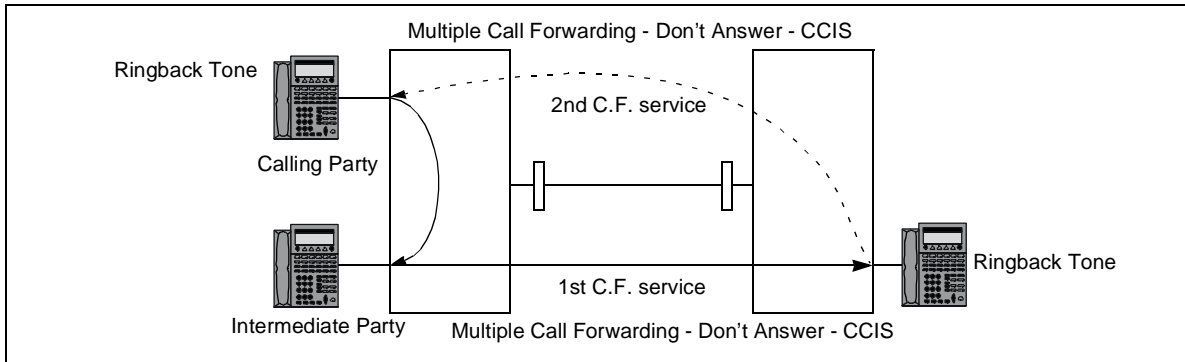 Multiple Call Forwarding - Don't Answer - CCIS
Ringback Tone
2nd C.F. service
Calling Party
Ringback Tone
1st C.F. service
Intermediate Party
Multiple Call Forwarding - Don't Answer - CCIS